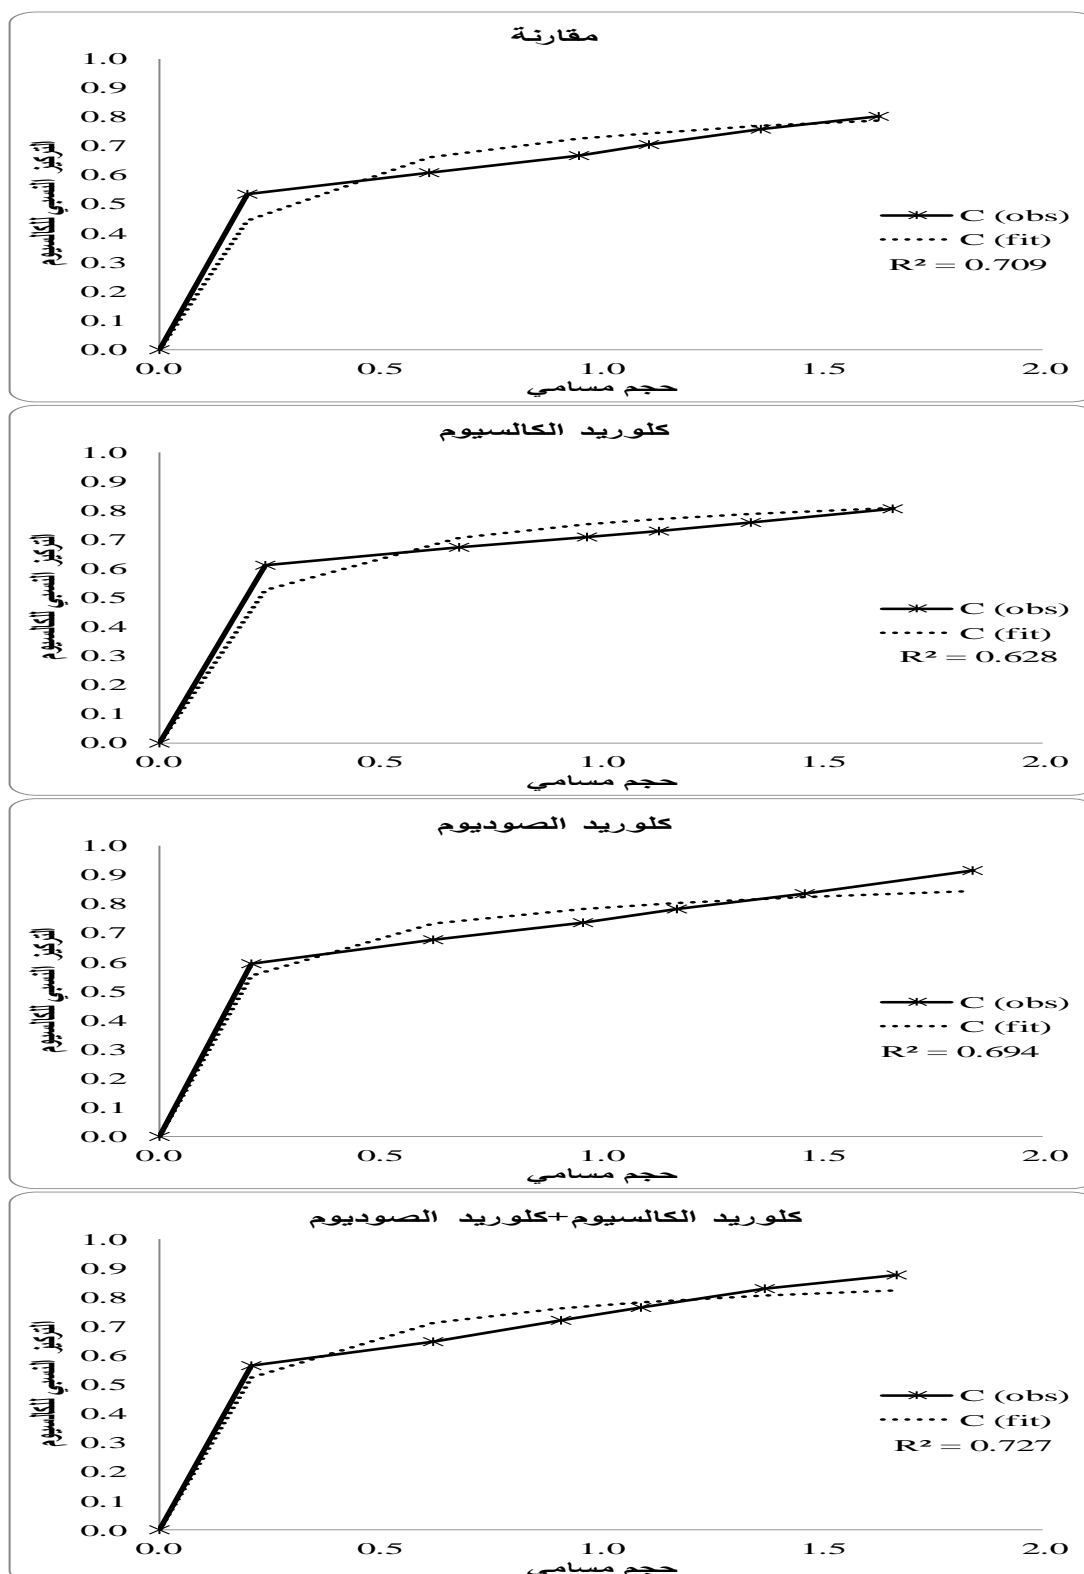 مقارنة
1.0
0.9
0.8
0.7
0.6
0.5
0.4
0.3
0.2
0.1
0.0
التركيز النسبي للكالسيوم
C (obs)
C (fit)
R² = 0.709
0.0 0.5 1.0 1.5 2.0
حجم مسامي
كلوريد الكالسيوم
1.0
0.9
0.8
0.7
0.6
0.5
0.4
0.3
0.2
0.1
0.0
التركيز النسبي للكالسيوم
C (obs)
C (fit)
R² = 0.628
0.0 0.5 1.0 1.5 2.0
حجم مسامي
كلوريد الصوديوم
1.0
0.9
0.8
0.7
0.6
0.5
0.4
0.3
0.2
0.1
0.0
التركيز النسبي للكالسيوم
C (obs)
C (fit)
R² = 0.694
0.0 0.5 1.0 1.5 2.0
حجم مسامي
كلوريد الكالسيوم+كلوريد الصوديوم
1.0
0.9
0.8
0.7
0.6
0.5
0.4
0.3
0.2
0.1
0.0
التركيز النسبي للكالسيوم
C (obs)
C (fit)
R² = 0.727
0.0 0.5 1.0 1.5 2.0
حجم مسامي